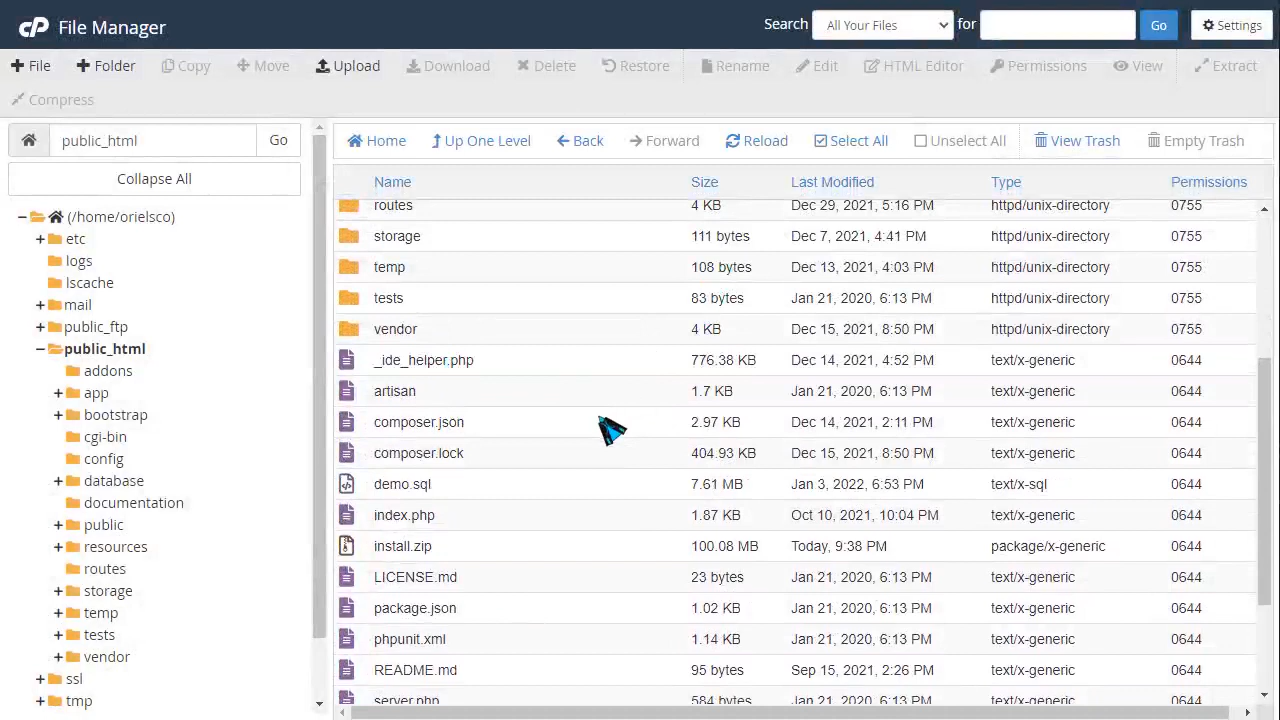 cP File Manager Search All Your Files for Go Settings
File Folder Copy Move Upload Download Delete Restore Rename Edit HTML Editor Permissions View Extract
Compress
public_html Go
Collapse All
(/home/orielsco)
etc
logs
lscache
mail
public_ftp
public_html
addons
app
bootstrap
cgi-bin
config
database
documentation
public
resources
routes
storage
temp
tests
vendor
ssl
tmp
Home Up One Level Back Forward Reload Select All Unselect All View Trash Empty Trash
Name Size Last Modified Type Permissions
routes 4 KB Dec 29, 2021, 5:16 PM httpd/unix-directory 0755
storage 111 bytes Dec 7, 2021, 4:41 PM httpd/unix-directory 0755
temp 108 bytes Dec 13, 2021, 4:03 PM httpd/unix-directory 0755
tests 83 bytes Jan 21, 2020, 6:13 PM httpd/unix-directory 0755
vendor 4 KB Dec 15, 2021, 8:50 PM httpd/unix-directory 0755
_ide_helper.php 776.38 KB Dec 14, 2021, 4:52 PM text/x-generic 0644
artisan 1.7 KB Jan 21, 2020, 6:13 PM text/x-generic 0644
composer.json 2.97 KB Dec 14, 2021, 2:11 PM text/x-generic 0644
composer.lock 404.93 KB Dec 15, 2021, 8:50 PM text/x-generic 0644
demo.sql 7.61 MB Jan 3, 2022, 6:53 PM text/x-sql 0644
index.php 1.87 KB Oct 10, 2021, 10:04 PM text/x-generic 0644
install.zip 100.08 MB Today, 9:38 PM package/x-generic 0644
LICENSE.md 23 bytes Jan 21, 2020, 6:13 PM text/x-generic 0644
package.json 1.02 KB Jan 21, 2020, 6:13 PM text/x-generic 0644
phpunit.xml 1.14 KB Jan 21, 2020, 6:13 PM text/x-generic 0644
README.md 95 bytes Sep 15, 2021, 2:26 PM text/x-generic 0644
server.php 584 bytes Jan 21, 2020, 6:13 PM text/x-generic 0644